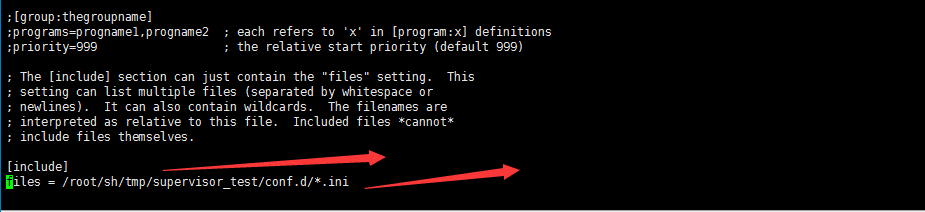 ;[group:thegroupname]
;programs=progname1,progname2  ; each refers to 'x' in [program:x] definitions
;priority=999                  ; the relative start priority (default 999)
; The [include] section can just contain the "files" setting.  This
; setting can list multiple files (separated by whitespace or
; newlines).  It can also contain wildcards.  The filenames are
; interpreted as relative to this file.  Included files *cannot*
; include files themselves.
[include]
files = /root/sh/tmp/supervisor_test/conf.d/*.ini